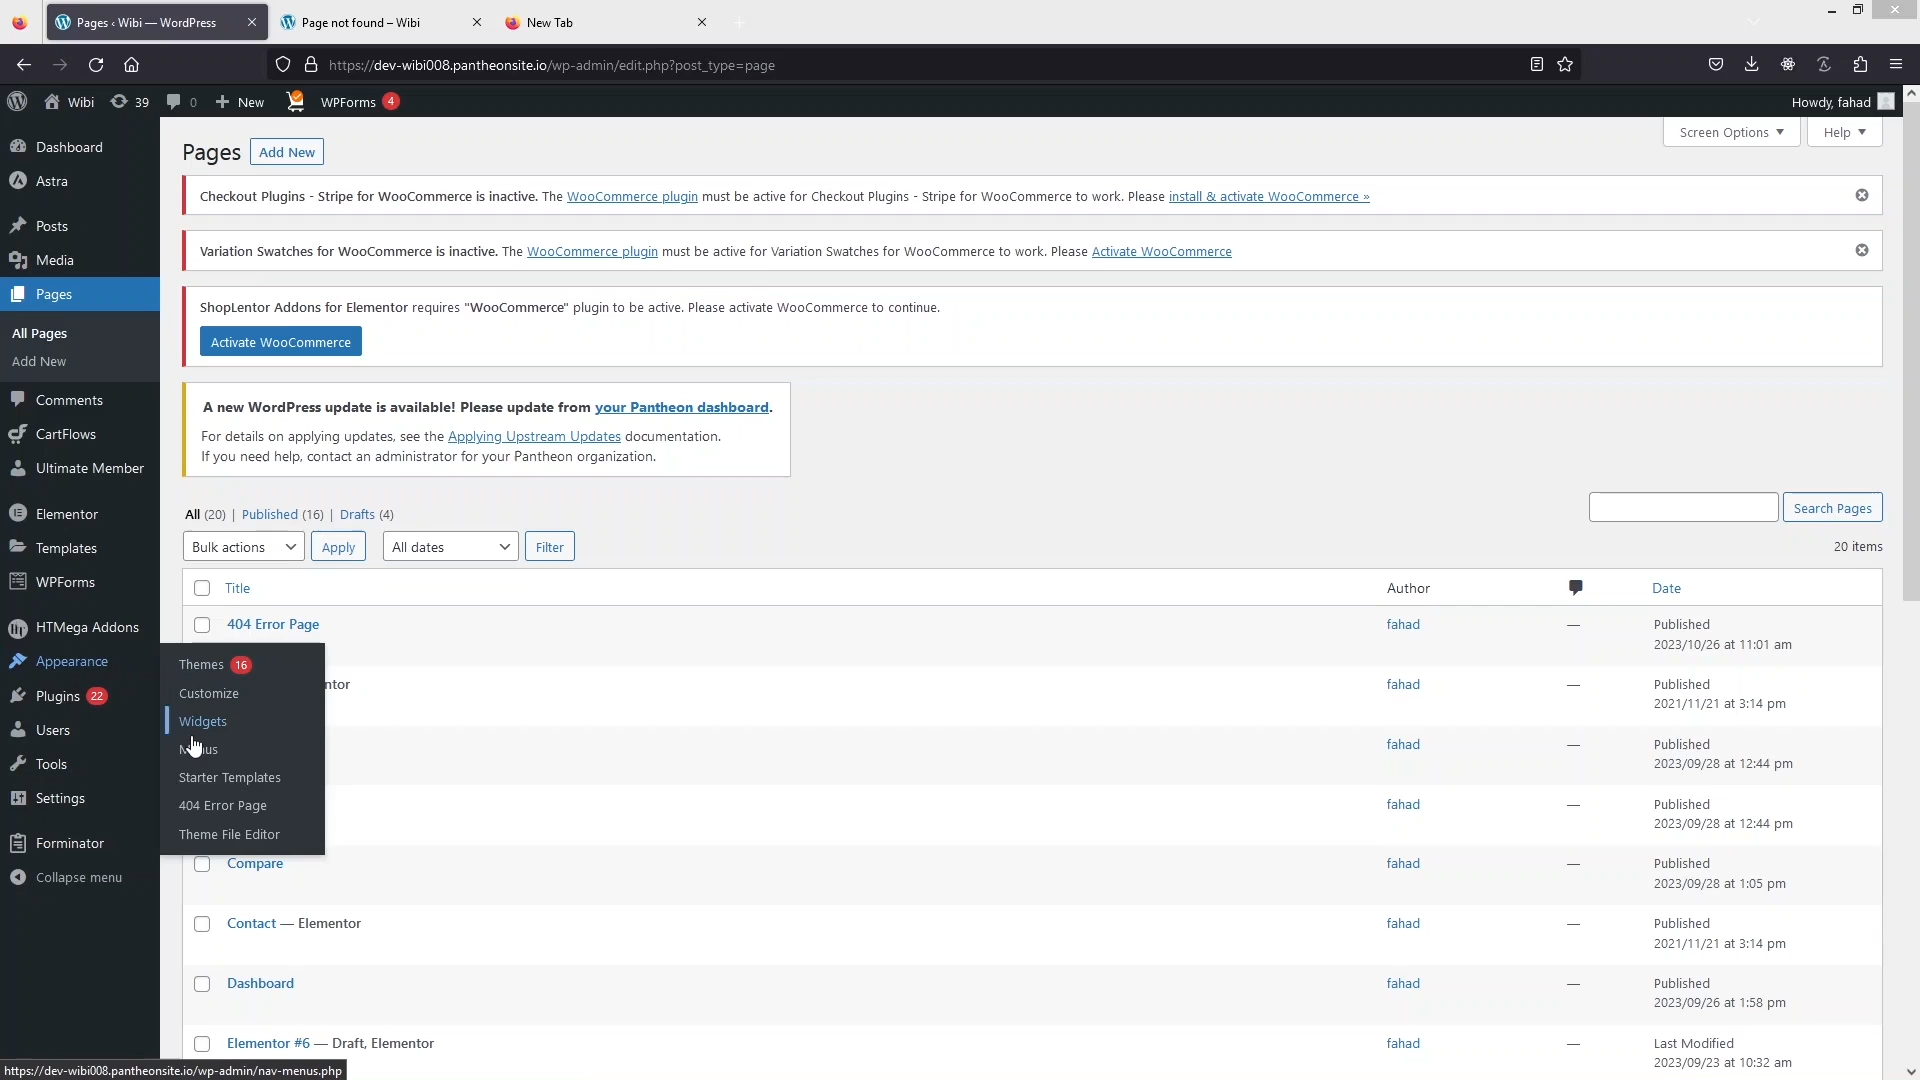 Pages ‹ Wibi — WordPress
Page not found – Wibi
New Tab
https://dev-wibi008.pantheonsite.io/wp-admin/edit.php?post_type=page
Wibi
39
0
New
WPForms 4
Howdy, fahad
Dashboard
Astra
Posts
Media
Pages
All Pages
Add New
Comments
CartFlows
Ultimate Member
Elementor
Templates
WPForms
HTMega Addons
Appearance
Plugins 22
Users
Tools
Settings
Forminator
Collapse menu
Themes 16
Customize
Widgets
Starter Templates
404 Error Page
Theme File Editor
Screen Options
Help
Pages
Add New
Checkout Plugins - Stripe for WooCommerce is inactive. The WooCommerce plugin must be active for Checkout Plugins - Stripe for WooCommerce to work. Please install & activate WooCommerce »
Variation Swatches for WooCommerce is inactive. The WooCommerce plugin must be active for Variation Swatches for WooCommerce to work. Please Activate WooCommerce
ShopLentor Addons for Elementor requires "WooCommerce" plugin to be active. Please activate WooCommerce to continue.
Activate WooCommerce
A new WordPress update is available! Please update from your Pantheon dashboard.
For details on applying updates, see the Applying Upstream Updates documentation.
If you need help, contact an administrator for your Pantheon organization.
All (20) | Published (16) | Drafts (4)
Search Pages
Bulk actions
Apply
All dates
Filter
20 items
Title
Author
Date
404 Error Page
fahad
—
Published
2023/10/26 at 11:01 am
fahad
—
Published
2021/11/21 at 3:14 pm
fahad
—
Published
2023/09/28 at 12:44 pm
fahad
—
Published
2023/09/28 at 12:44 pm
Compare
fahad
—
Published
2023/09/28 at 1:05 pm
Contact — Elementor
fahad
—
Published
2021/11/21 at 3:14 pm
Dashboard
fahad
—
Published
2023/09/26 at 1:58 pm
Elementor #6 — Draft, Elementor
fahad
—
Last Modified
2023/09/23 at 10:32 am
https://dev-wibi008.pantheonsite.io/wp-admin/nav-menus.php